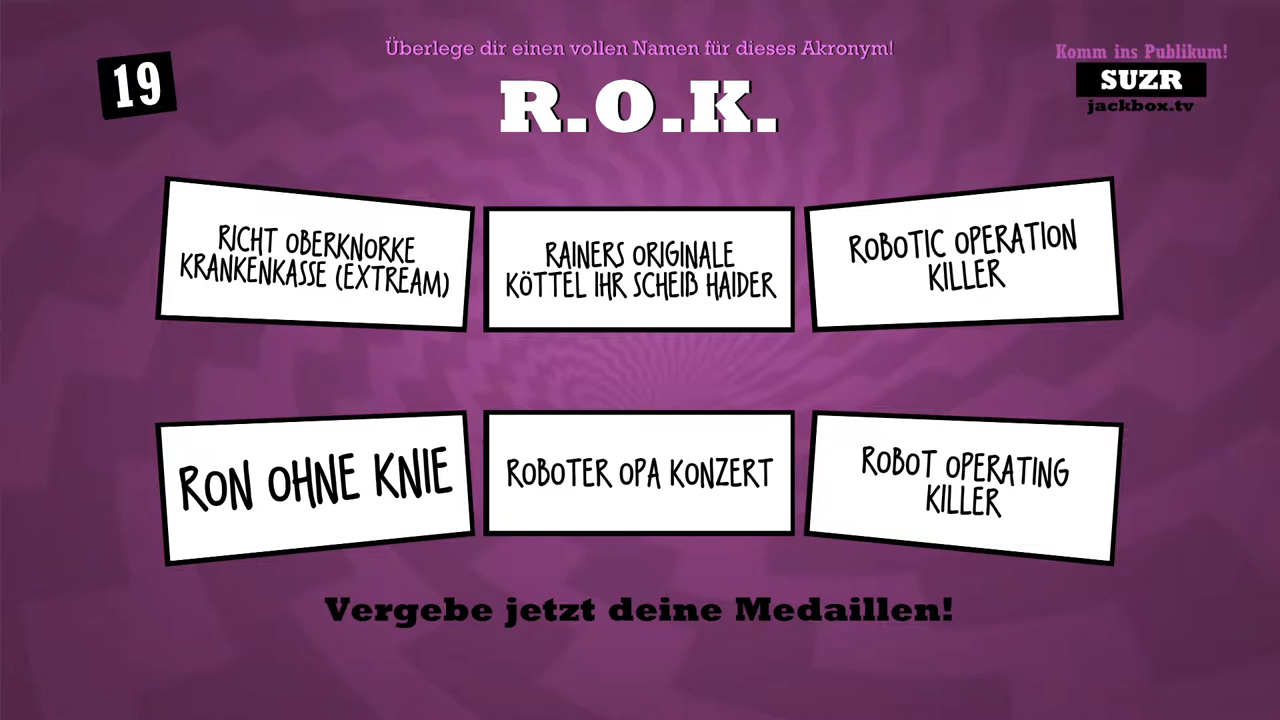 Überlege dir einen vollen Namen für dieses Akronym!
19
R.O.K.
Komm ins Publikum!
SUZR
jackbox.tv
RICHT OBERKNORKE
KRANKENKASSE (EXTREAM)
RAINERS ORIGINALE
KÖTTEL IHR SCHEIß HAIDER
ROBOTIC OPERATION
KILLER
RON OHNE KNIE
ROBOTER OPA KONZERT
ROBOT OPERATING
KILLER
Vergebe jetzt deine Medaillen!